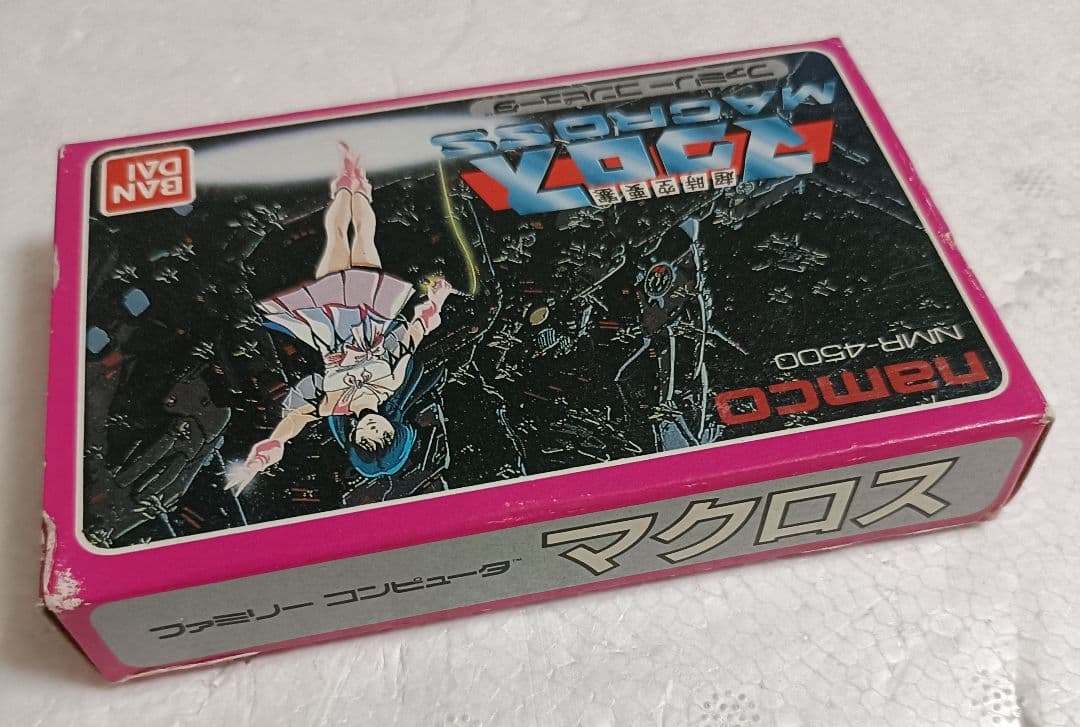 ファミリー コンピュータ
超時空要塞
マクロス
MACROSS
BAN
DAI
namco
NMR-4500
ファミリー コンピュータ™ マクロス